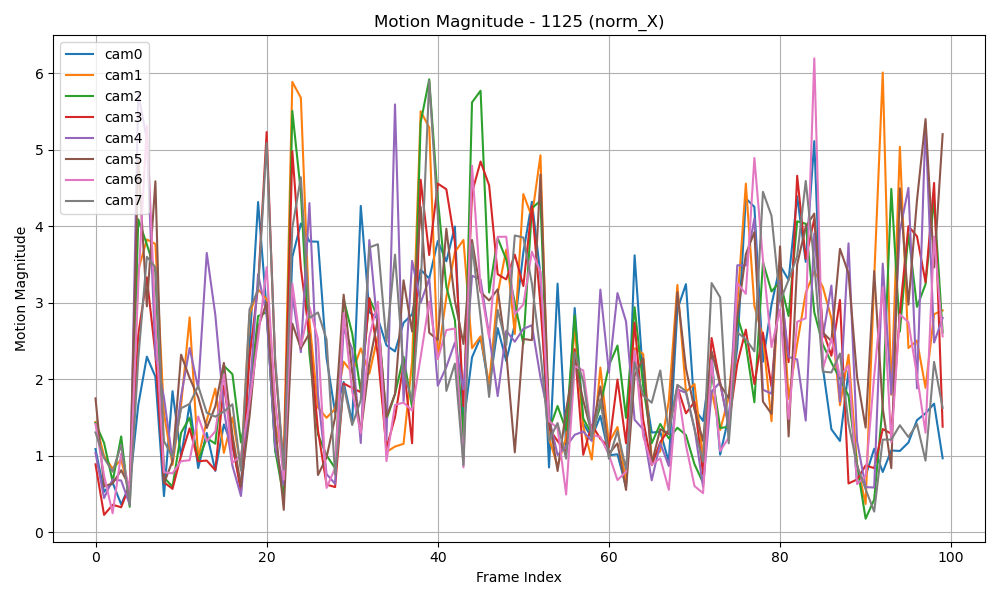 Motion Magnitude - 1125 (norm_X)
cam0
cam1
cam2
cam3
cam4
cam5
cam6
cam7
Motion Magnitude
6
5
4
3
2
1
0
0 20 40 60 80 100
Frame Index